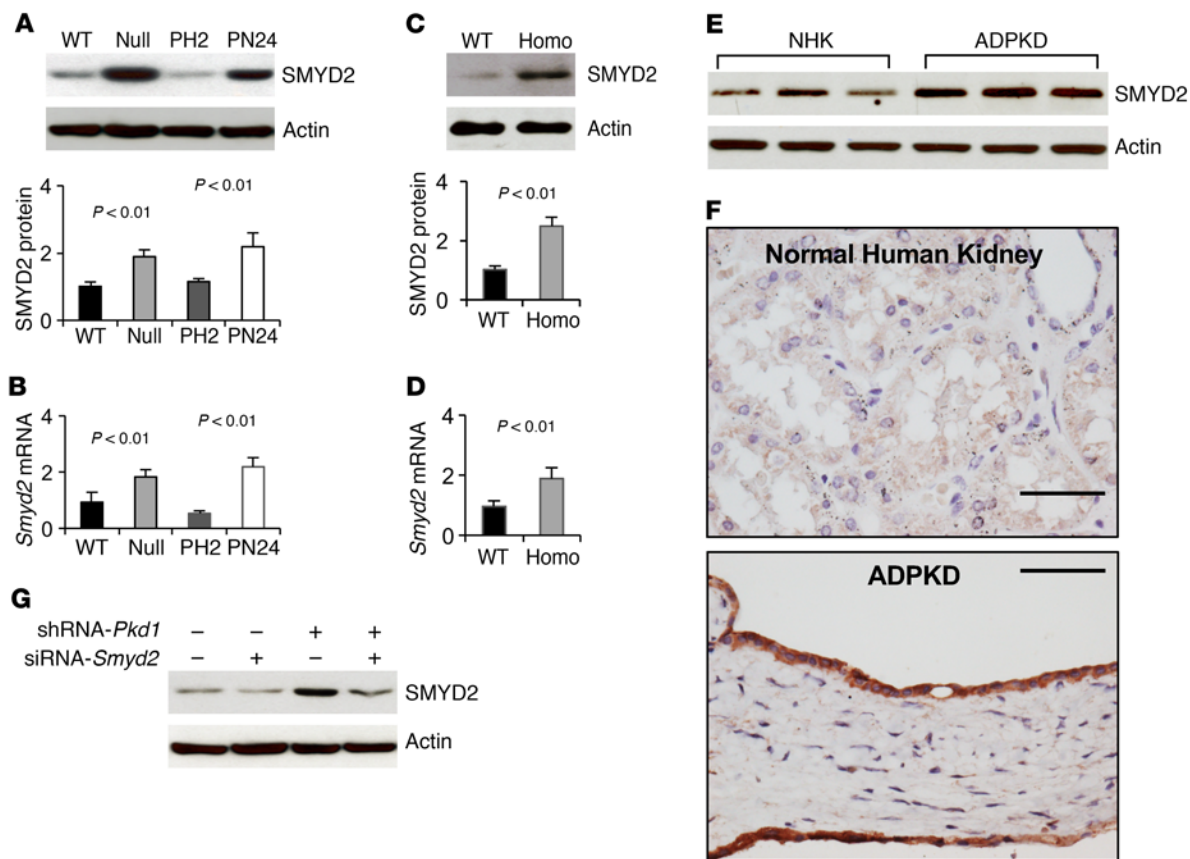 A
WT Null PH2 PN24
SMYD2
Actin
SMYD2 protein
4
2
0
P < 0.01
P < 0.01
WT Null PH2 PN24
B
Smyd2 mRNA
4
2
0
P < 0.01
P < 0.01
WT Null PH2 PN24
C
WT Homo
SMYD2
Actin
SMYD2 protein
4
2
0
P < 0.01
WT Homo
D
Smyd2 mRNA
4
2
0
P < 0.01
WT Homo
E
NHK ADPKD
SMYD2
Actin
F
Normal Human Kidney
ADPKD
G
shRNA-Pkd1 – – + +
siRNA-Smyd2 – + – +
SMYD2
Actin